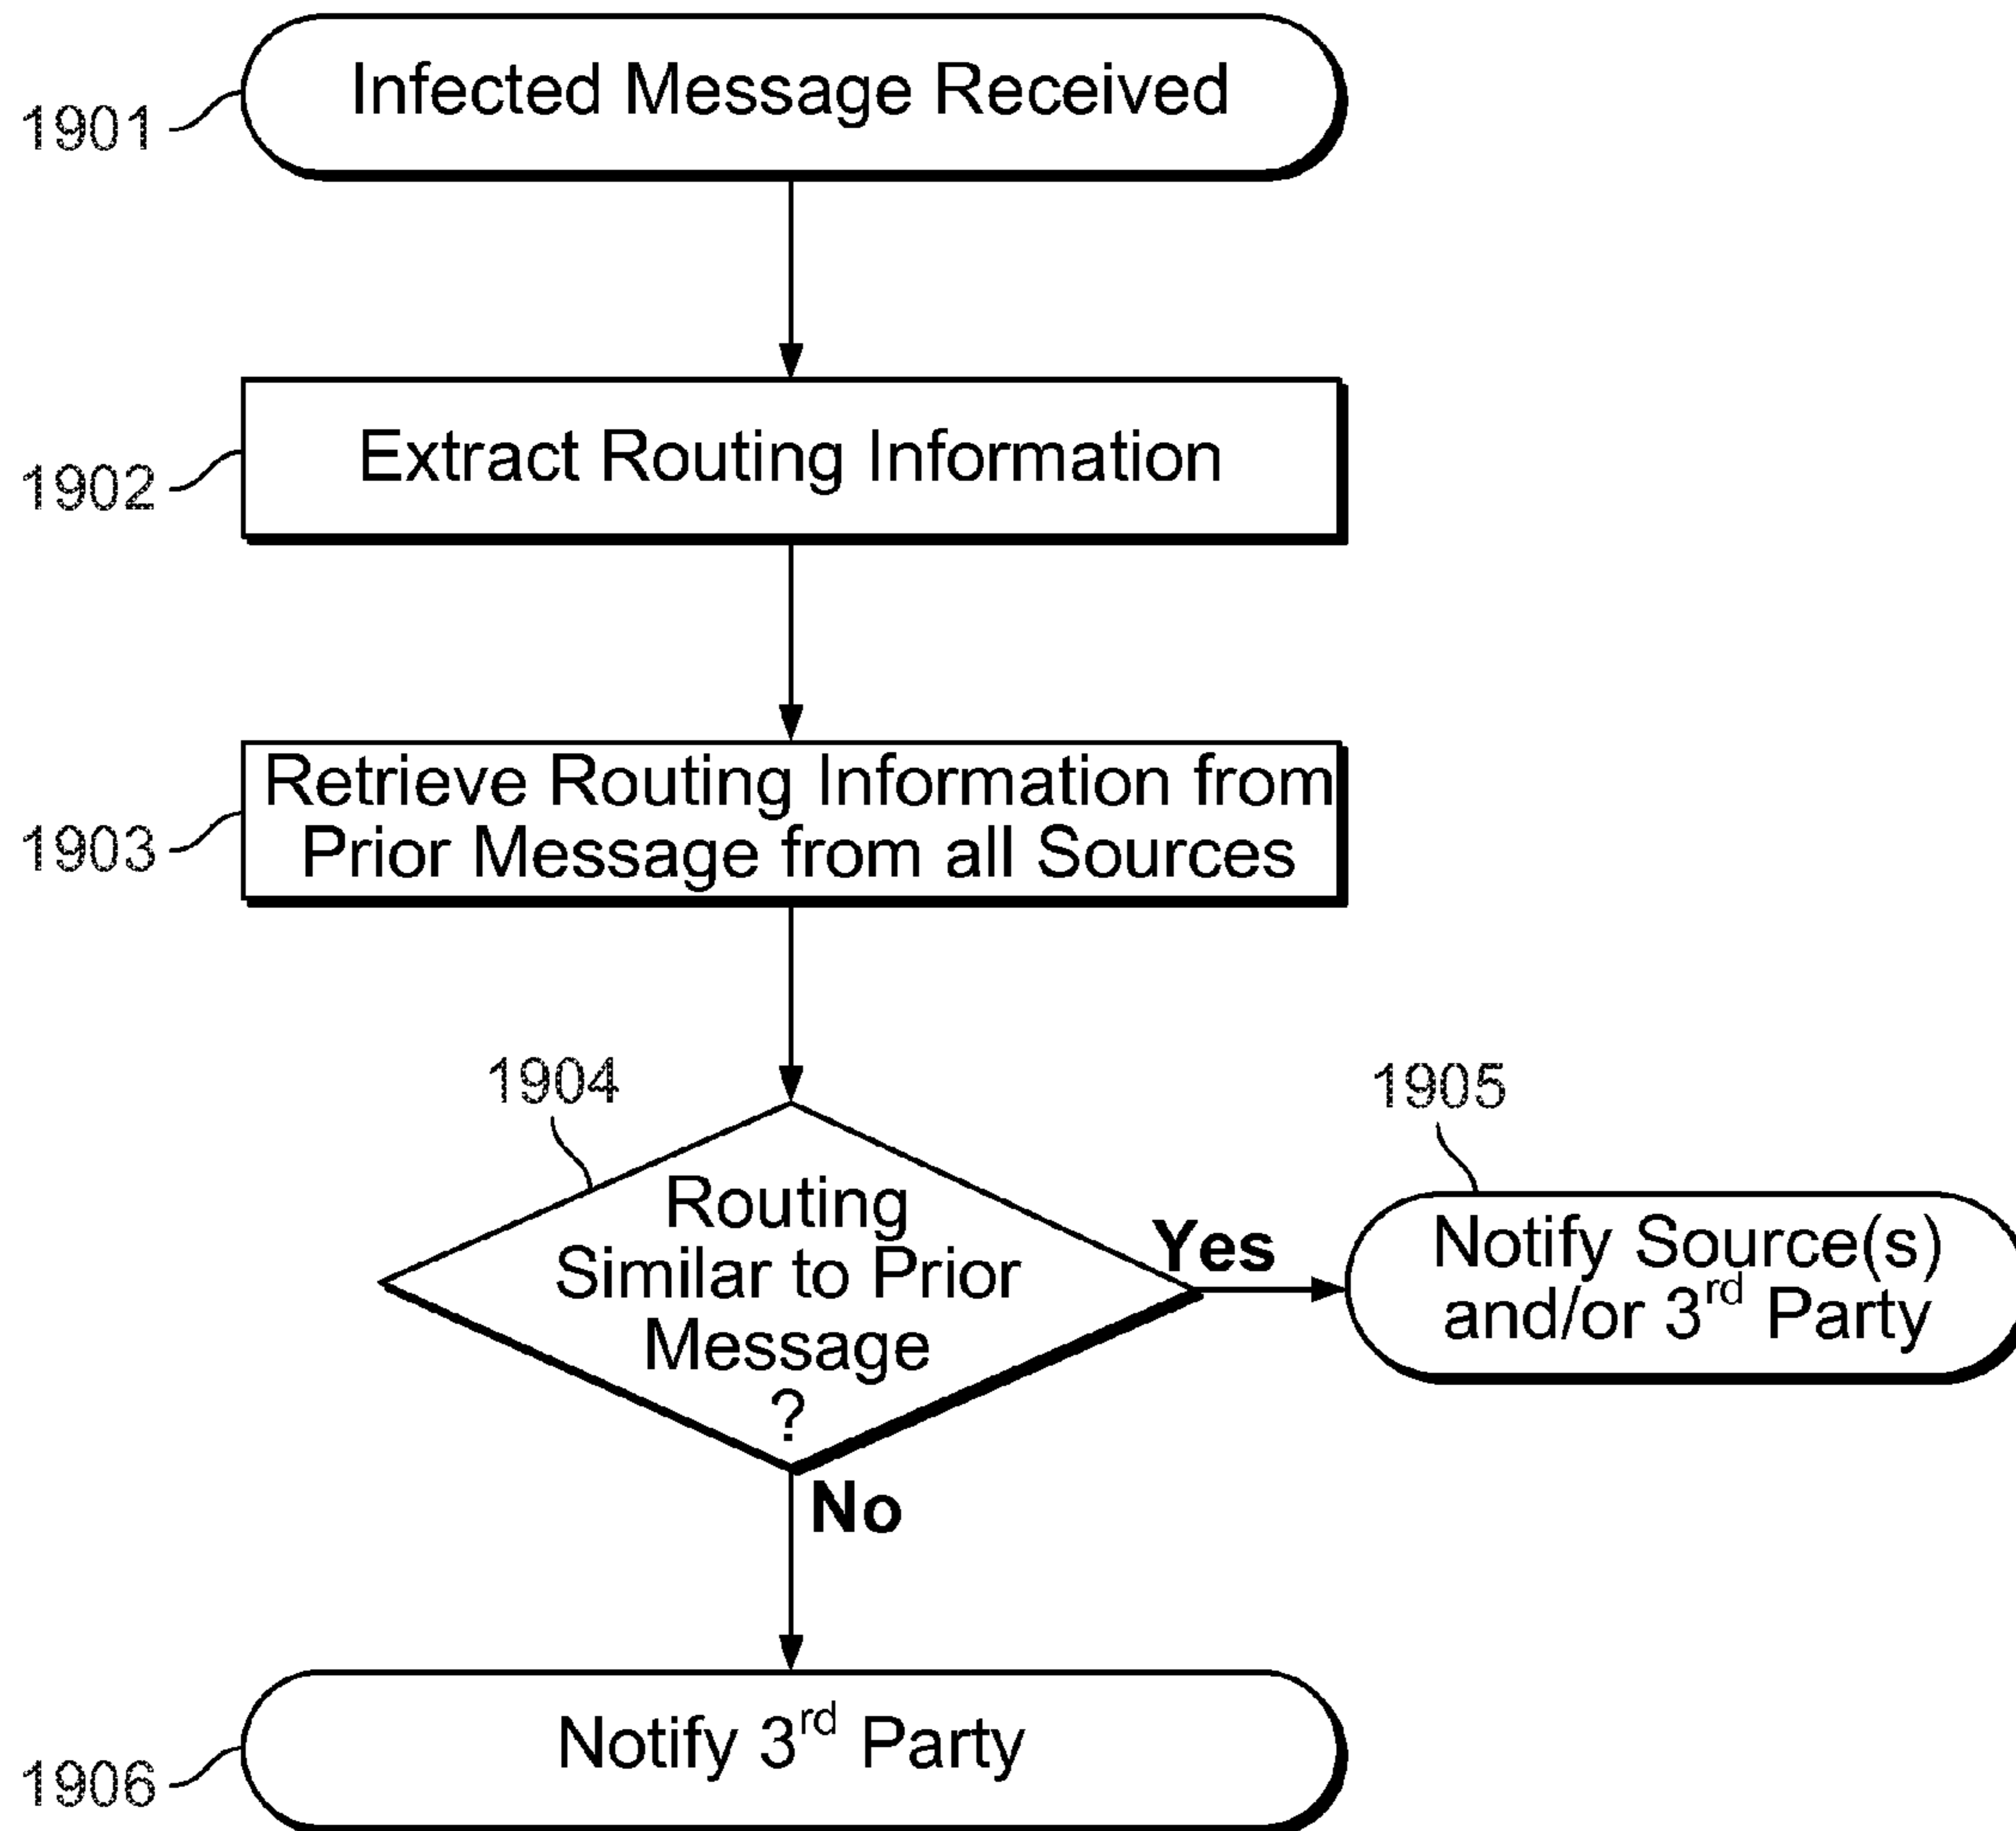 1901
Infected Message Received
1902
Extract Routing Information
1903
Retrieve Routing Information from
Prior Message from all Sources
1904
Routing
Similar to Prior
Message
?
Yes
1905
Notify Source(s)
and/or 3rd Party
No
1906
Notify 3rd Party